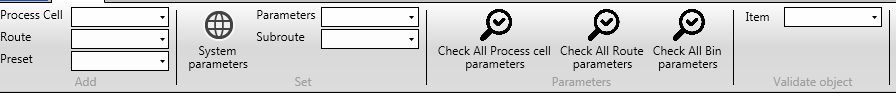 Process Cell
Route
Preset
Add
System
parameters
Parameters
Subroute
Set
Check All Process cell
parameters
Check All Route
parameters
Check All Bin
parameters
Parameters
Item
Validate object